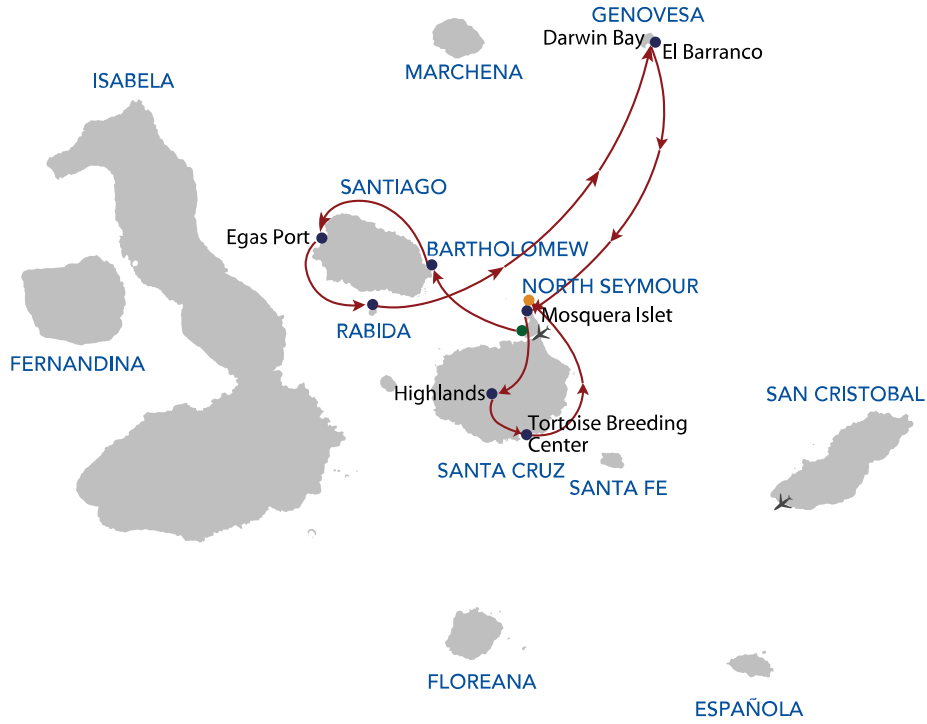 GENOVESA
Darwin Bay
El Barranco
MARCHENA
ISABELA
SANTIAGO
Egas Port
BARTHOLOMEW
NORTH SEYMOUR
Mosquera Islet
RABIDA
FERNANDINA
Highlands
SAN CRISTOBAL
Tortoise Breeding
Center
SANTA CRUZ
SANTA FE
FLOREANA
ESPAÑOLA